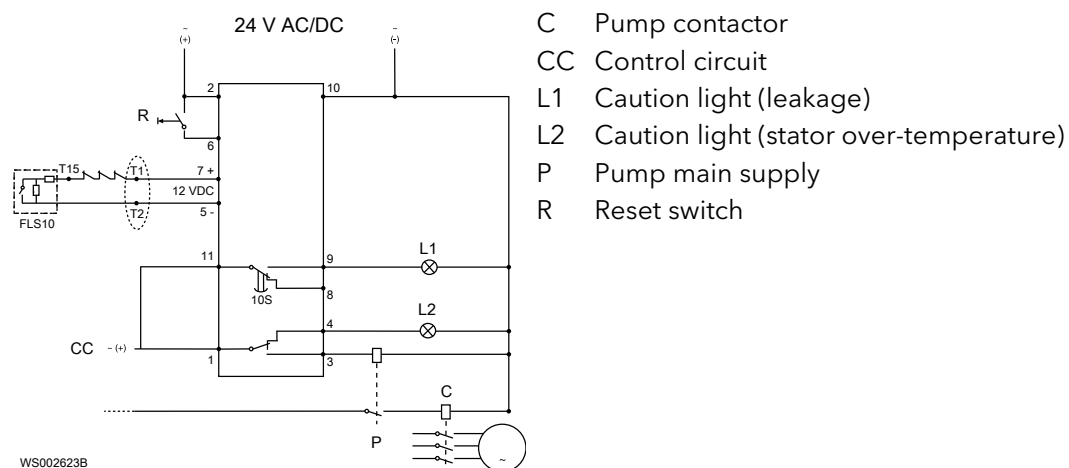 24 V AC/DC
~
(+)
~
(-)
2
10
R
6
T15
T1
7 +
12 VDC
T2
5 -
FLS10
11
9
L1
10S
8
L2
4
CC ~ (+)
1
3
C
P
~
WS002623B
C Pump contactor
CC Control circuit
L1 Caution light (leakage)
L2 Caution light (stator over-temperature)
P Pump main supply
R Reset switch